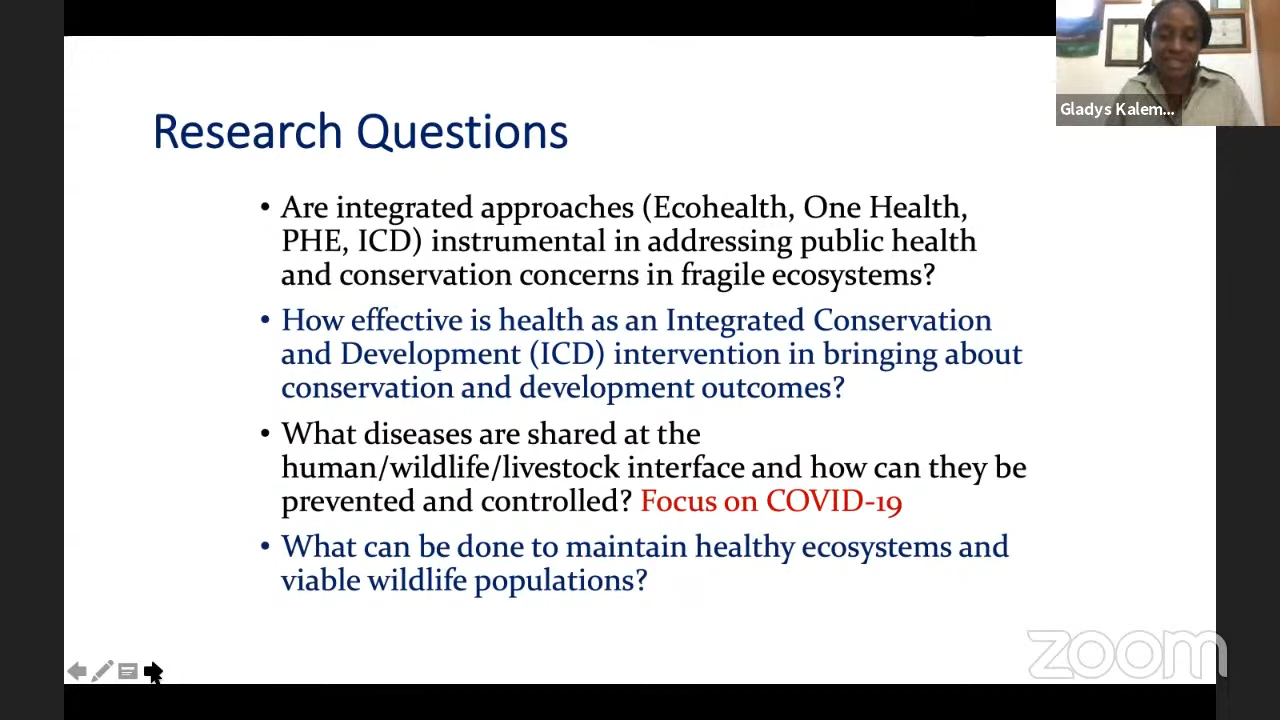 Gladys Kalem...
Research Questions
• Are integrated approaches (Ecohealth, One Health,
PHE, ICD) instrumental in addressing public health
and conservation concerns in fragile ecosystems?
• How effective is health as an Integrated Conservation
and Development (ICD) intervention in bringing about
conservation and development outcomes?
• What diseases are shared at the
human/wildlife/livestock interface and how can they be
prevented and controlled? Focus on COVID-19
• What can be done to maintain healthy ecosystems and
viable wildlife populations?
zoom